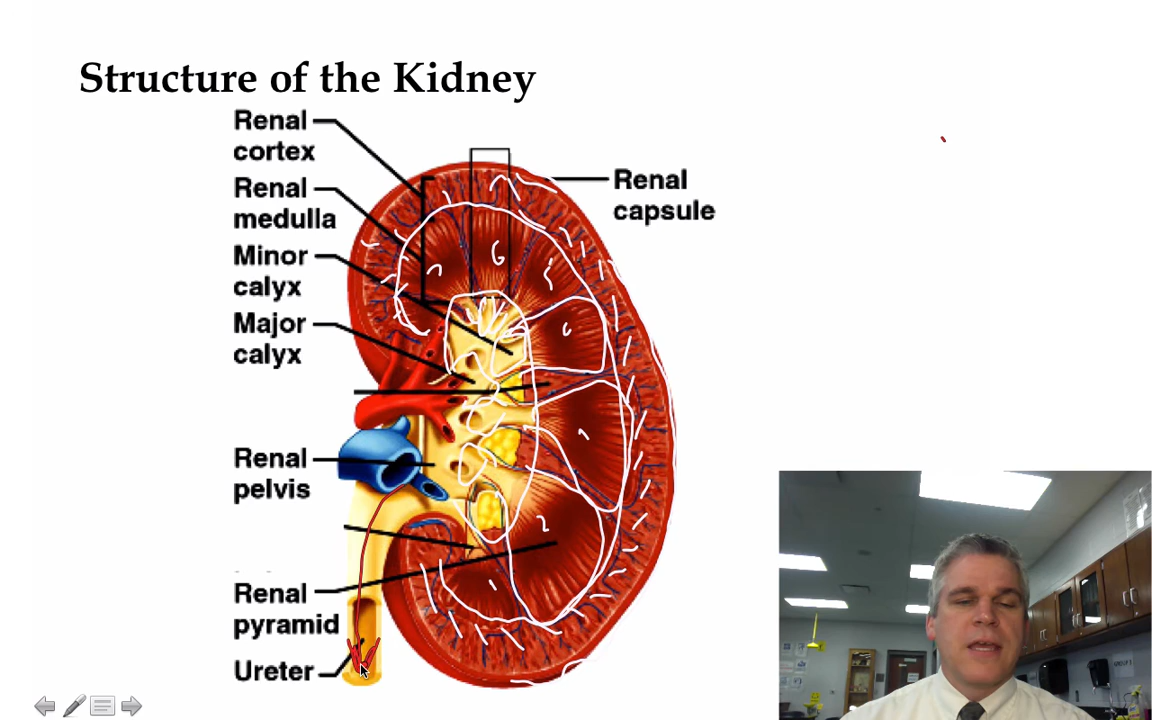 Structure of the Kidney
Renal
cortex
Renal
medulla
Minor
calyx
Major
calyx
Renal
pelvis
Renal
pyramid
Ureter
Renal
capsule